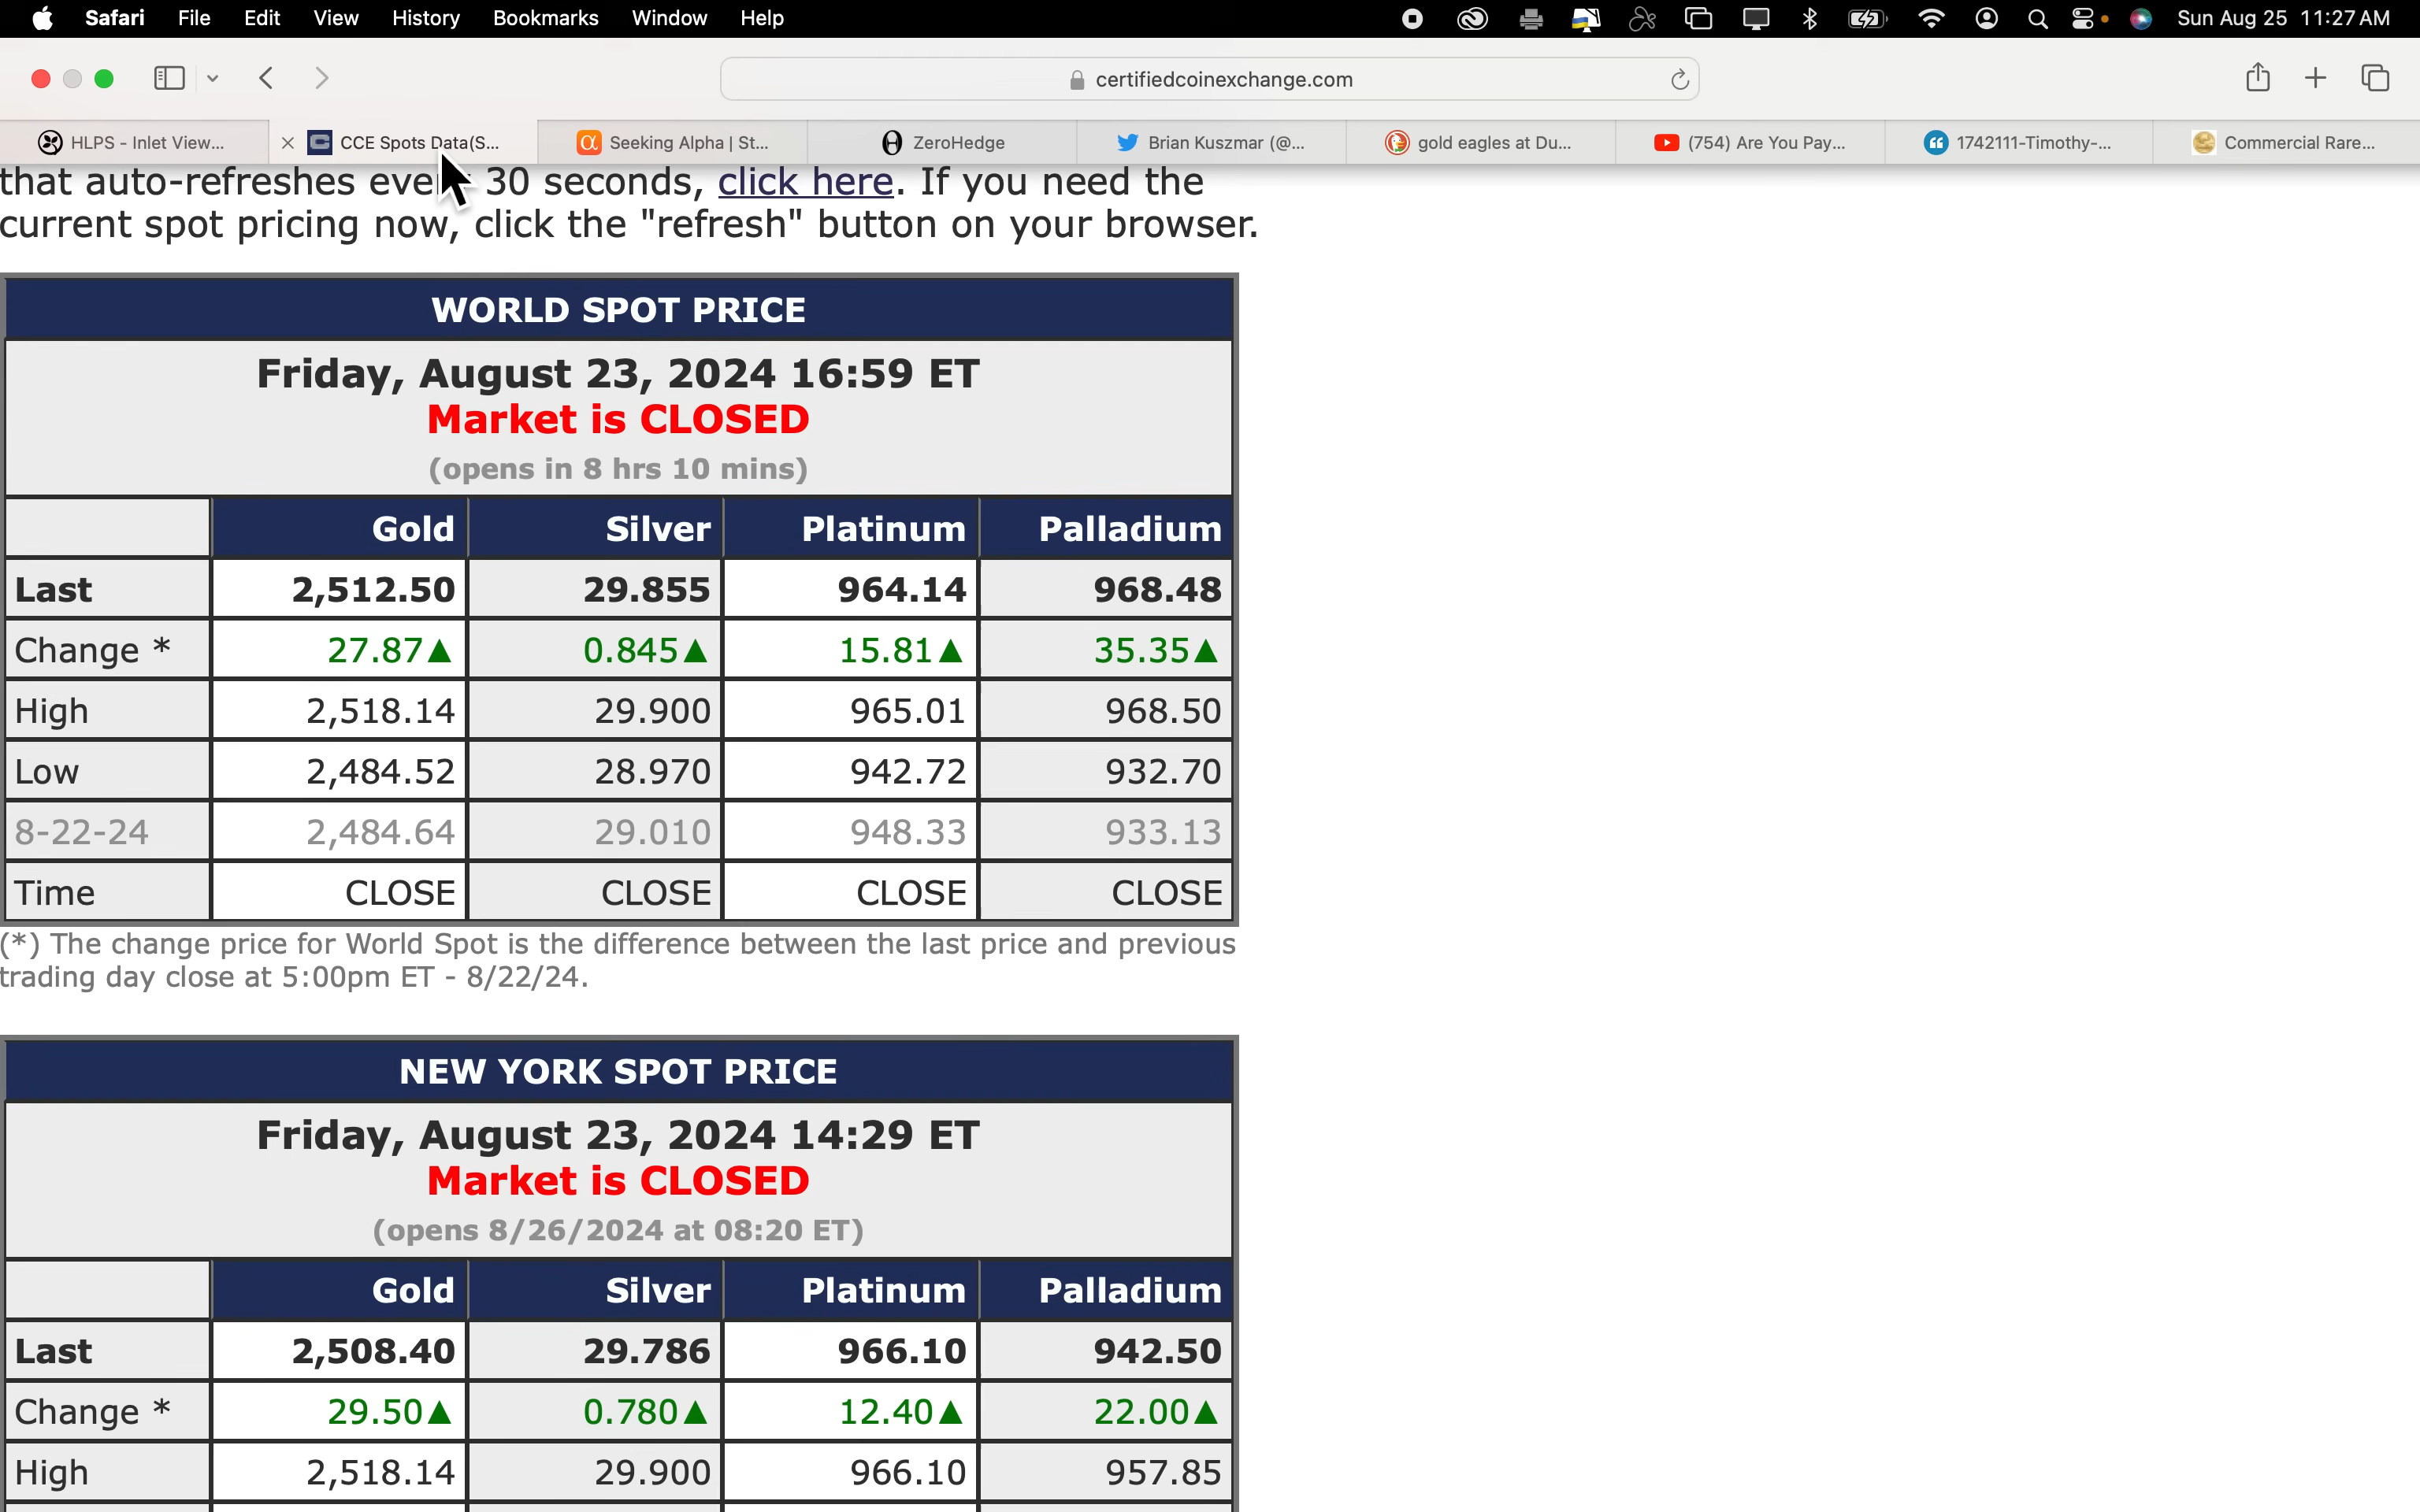 Safari File Edit View History Bookmarks Window Help Sun Aug 25 11:27 AM
certifiedcoinexchange.com
HLPS - Inlet View... CCE Spots Data(S... Seeking Alpha | St... ZeroHedge Brian Kuszmar (@... gold eagles at Du... (754) Are You Pay... 1742111-Timothy-... Commercial Rare...
that auto-refreshes every 30 seconds, click here. If you need the
current spot pricing now, click the "refresh" button on your browser.
WORLD SPOT PRICE
Friday, August 23, 2024 16:59 ET
Market is CLOSED
(opens in 8 hrs 10 mins)
Gold Silver Platinum Palladium
Last 2,512.50 29.855 964.14 968.48
Change * 27.87▲ 0.845▲ 15.81▲ 35.35▲
High 2,518.14 29.900 965.01 968.50
Low 2,484.52 28.970 942.72 932.70
8-22-24 2,484.64 29.010 948.33 933.13
Time CLOSE CLOSE CLOSE CLOSE
(*) The change price for World Spot is the difference between the last price and previous
trading day close at 5:00pm ET - 8/22/24.
NEW YORK SPOT PRICE
Friday, August 23, 2024 14:29 ET
Market is CLOSED
(opens 8/26/2024 at 08:20 ET)
Gold Silver Platinum Palladium
Last 2,508.40 29.786 966.10 942.50
Change * 29.50▲ 0.780▲ 12.40▲ 22.00▲
High 2,518.14 29.900 966.10 957.85